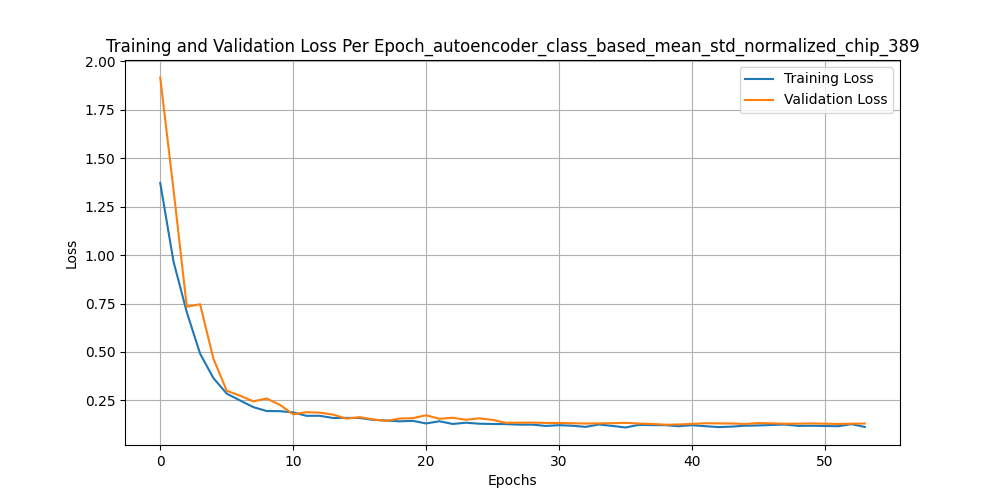 Training and Validation Loss Per Epoch_autoencoder_class_based_mean_std_normalized_chip_389
2.00
1.75
1.50
1.25
1.00
0.75
0.50
0.25
Loss
Training Loss
Validation Loss
0
10
20
30
40
50
Epochs